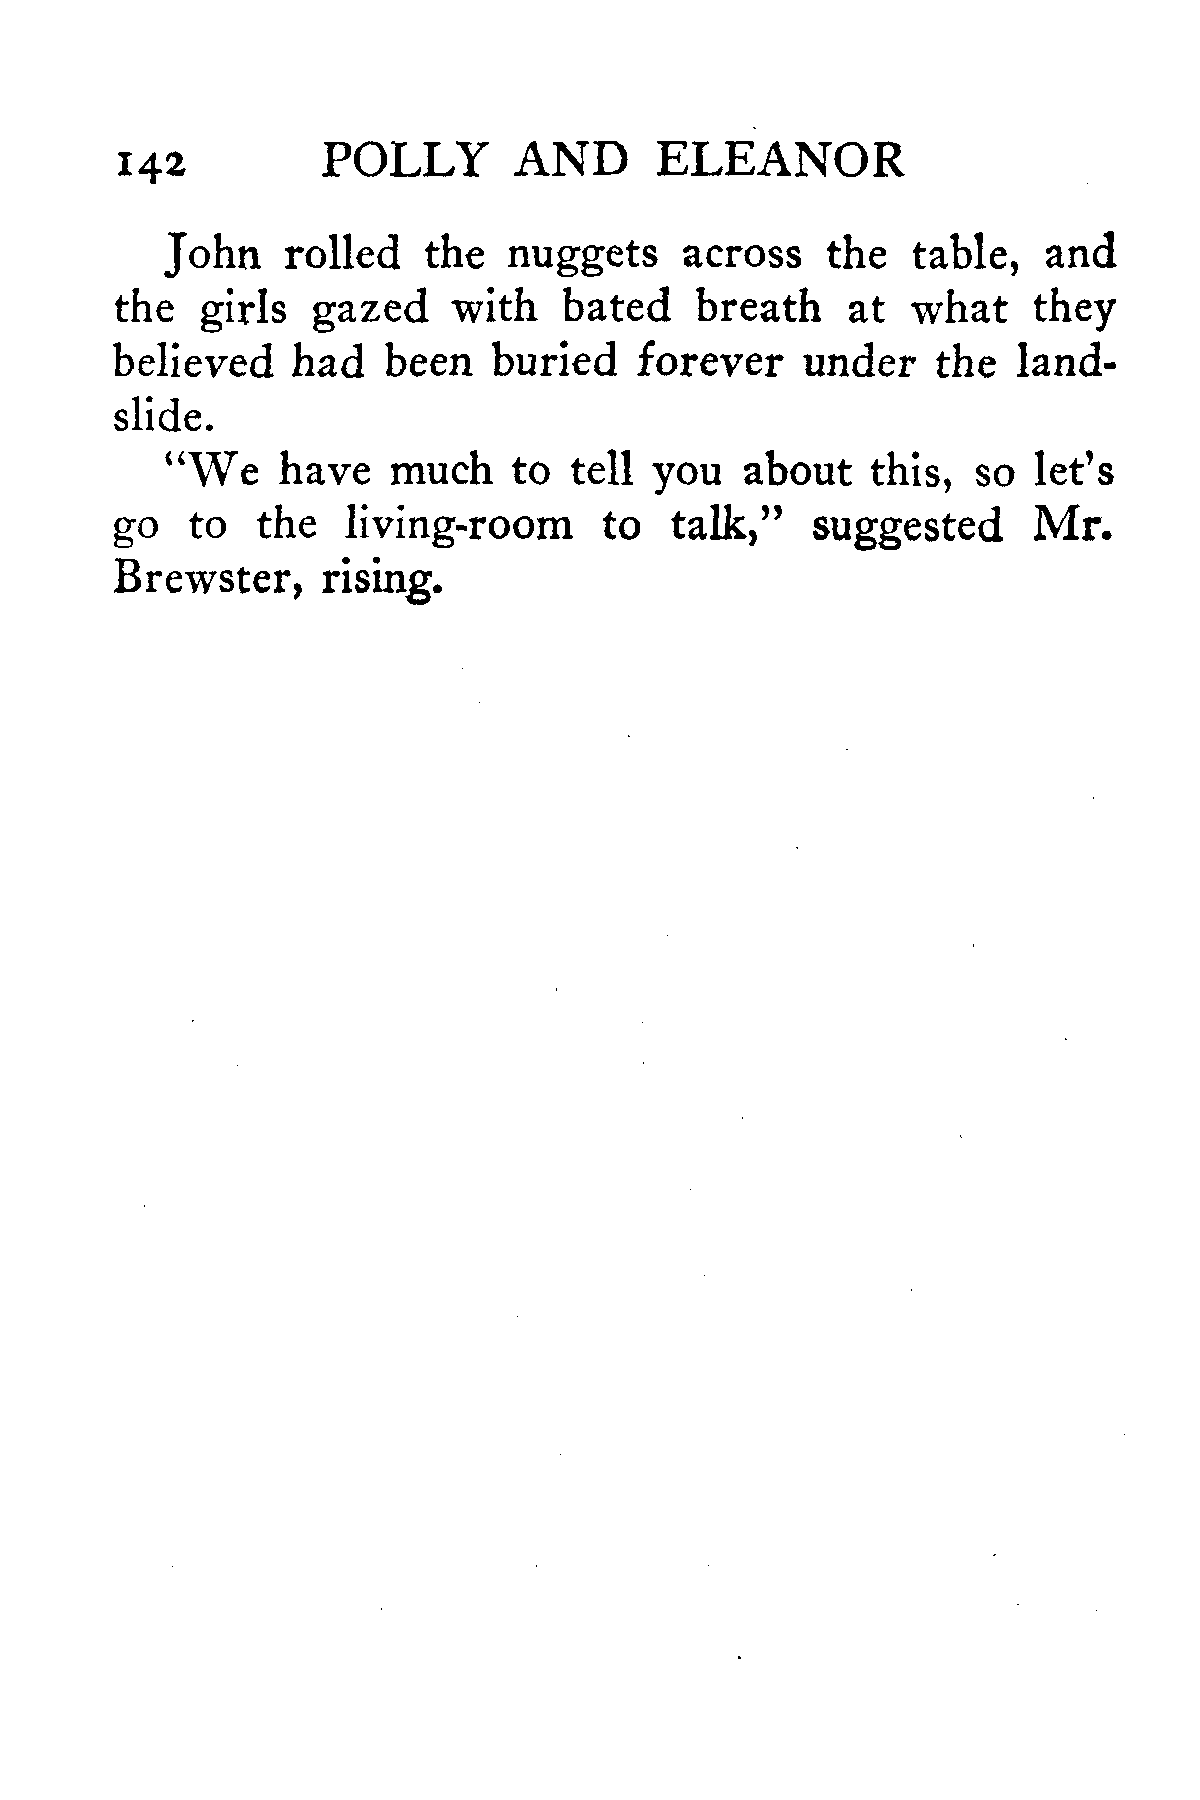 142 POLLY AND ELEANOR
John rolled the nuggets across the table, and
the girls gazed with bated breath at what they
believed had been buried forever under the land-
slide.
“We have much to tell you about this, so let’s
go to the living-room to talk,” suggested Mr.
Brewster, rising.